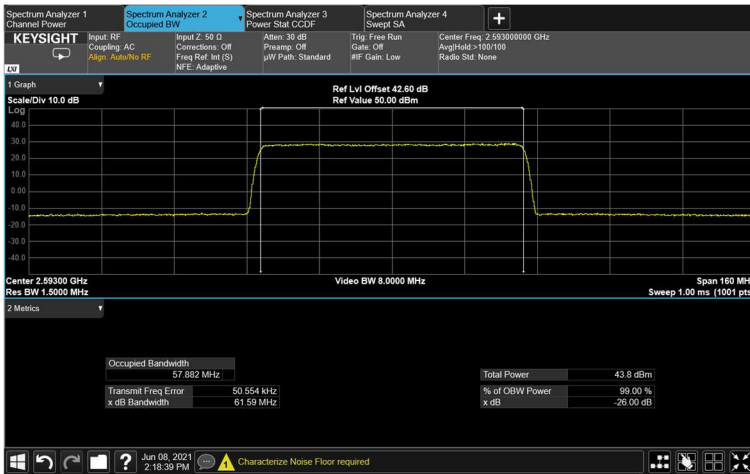 Spectrum Analyzer 1
Channel Power
Spectrum Analyzer 2
Occupied BW
Spectrum Analyzer 3
Power Stat CCDF
Spectrum Analyzer 4
Swept SA
KEYSIGHT
LXI
Input: RF
Coupling: AC
Align: Auto/No RF
Input Z: 50 Ω
Corrections: Off
Freq Ref: Int (S)
NFE: Adaptive
Atten: 30 dB
Preamp: Off
µW Path: Standard
Trig: Free Run
Gate: Off
#IF Gain: Low
Center Freq: 2.593000000 GHz
Avg|Hold:>100/100
Radio Std: None
1 Graph
Scale/Div 10.0 dB
Ref Lvl Offset 42.60 dB
Ref Value 50.00 dBm
Log
40.0
30.0
20.0
10.0
0.00
-10.0
-20.0
-30.0
-40.0
Center 2.59300 GHz
Res BW 1.5000 MHz
Video BW 8.0000 MHz
Span 160 MH
Sweep 1.00 ms (1001 pts
2 Metrics
Occupied Bandwidth
57.882 MHz
Transmit Freq Error 50.554 kHz
x dB Bandwidth 61.59 MHz
Total Power 43.8 dBm
% of OBW Power 99.00 %
x dB -26.00 dB
?
Jun 08, 2021
2:18:39 PM
1
Characterize Noise Floor required